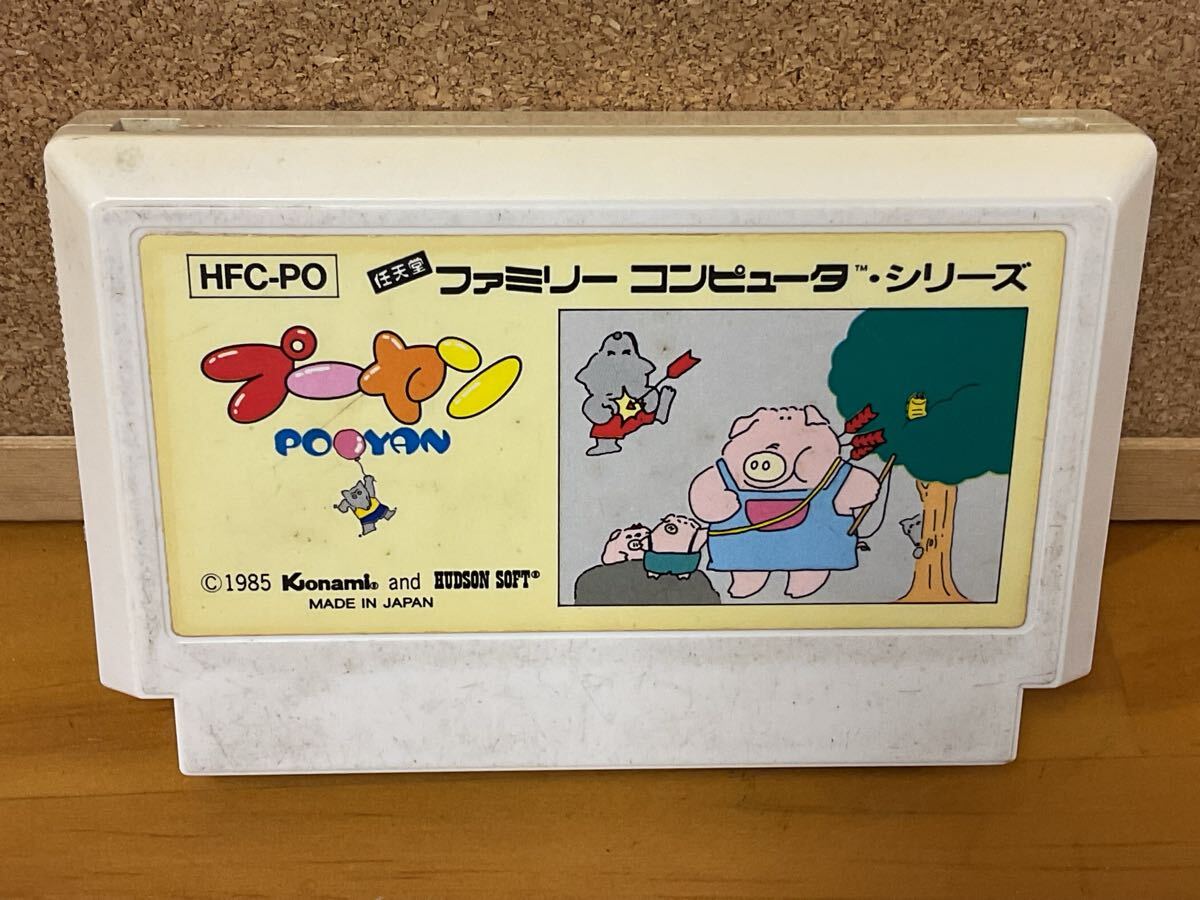 HFC-PO
任天堂 ファミリー コンピュータ™・シリーズ
プーヤン
POOYAN
©1985 Konami® and HUDSON SOFT®
MADE IN JAPAN